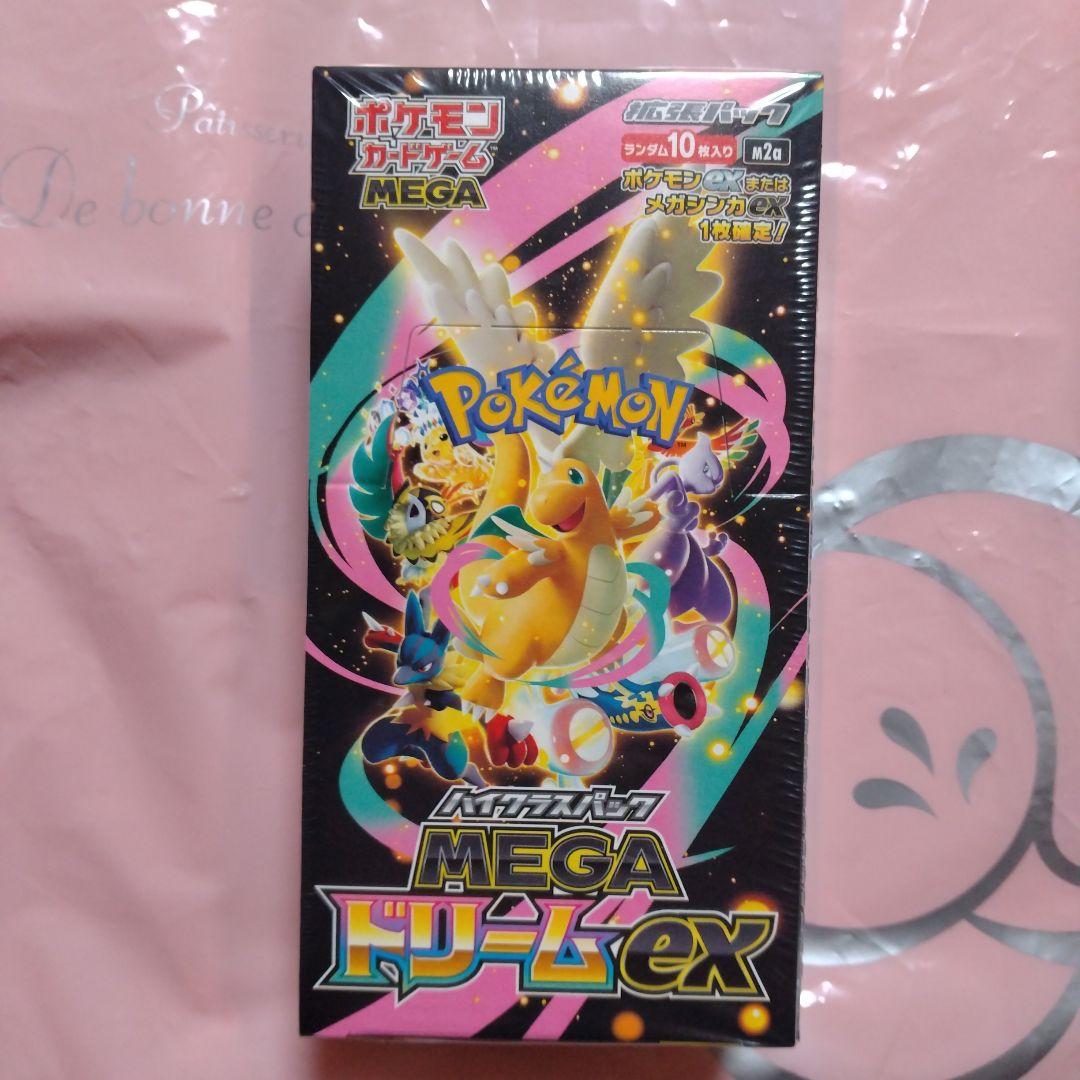 Pâtisseri
De bonne
ポケモン
カードゲーム
MEGA
拡張パック
ランダム10枚入り M2a
ポケモンexまたは
メガシンカex
1枚確定!
POKéMON
TM
ハイクラスパック
MEGA
ドリームex